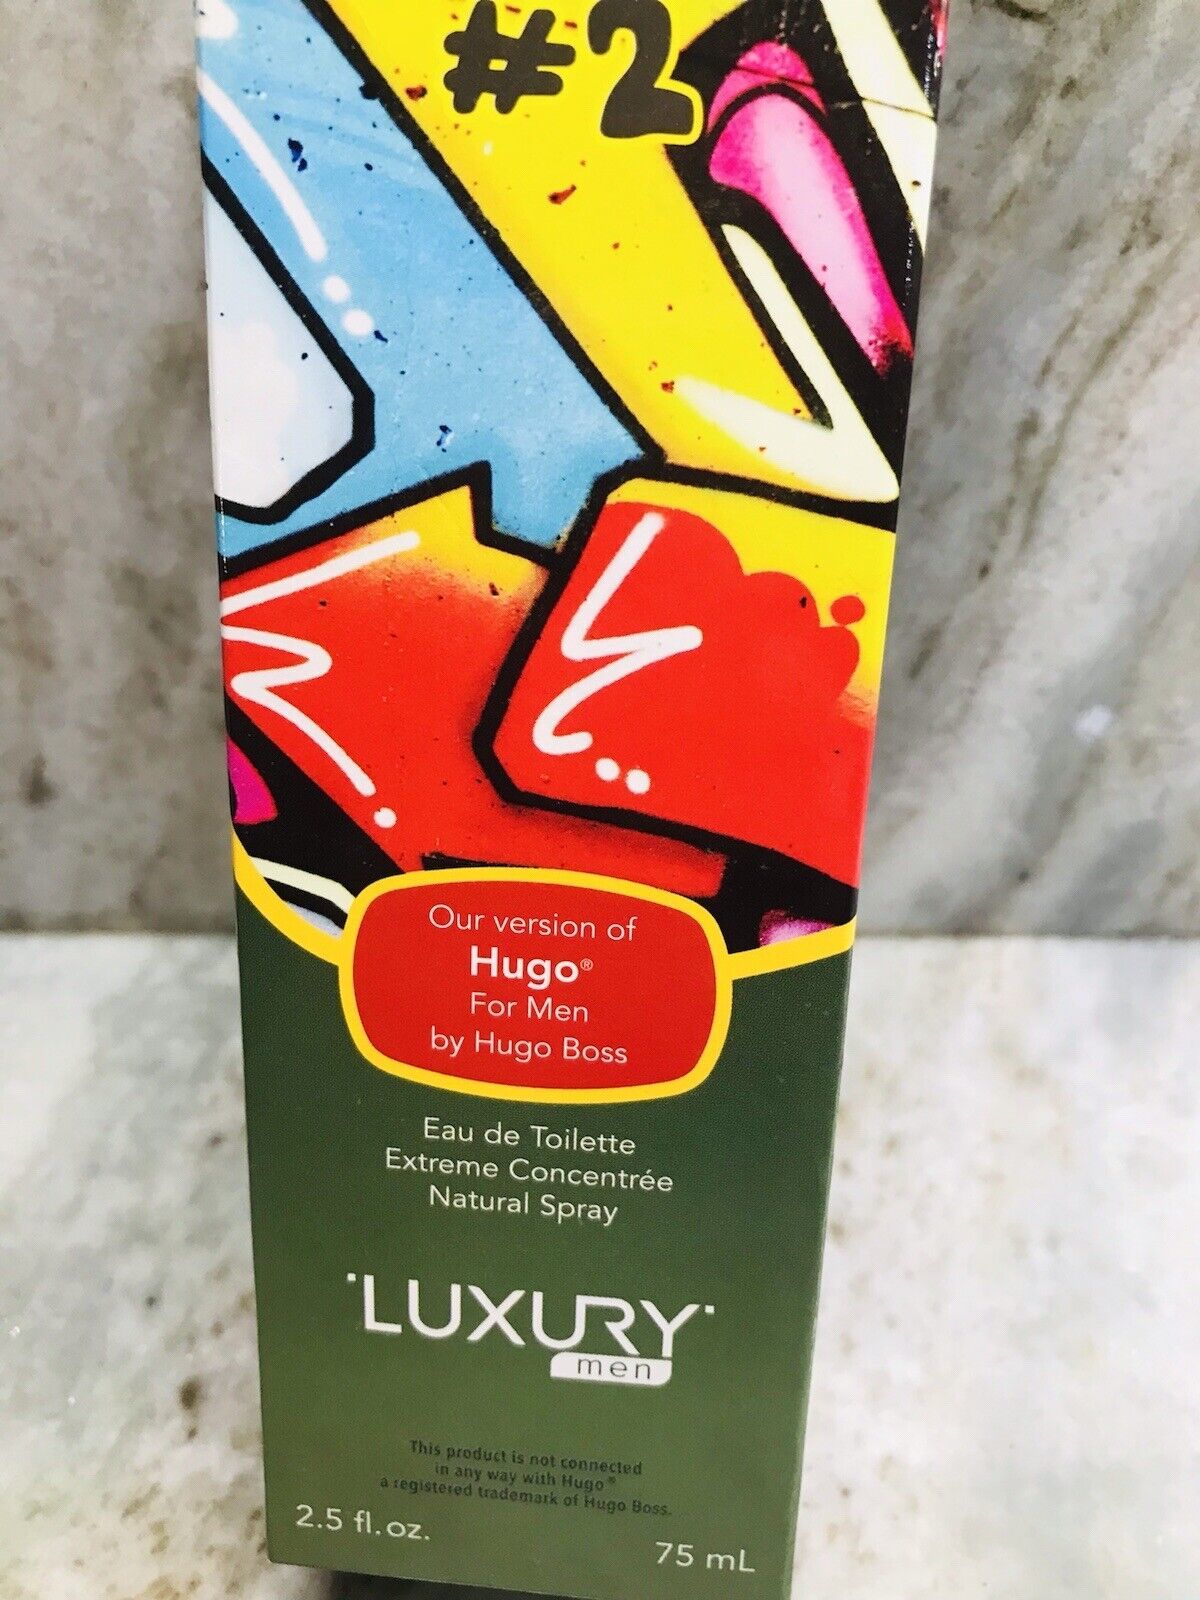 #2
Our version of
Hugo®
For Men
by Hugo Boss
Eau de Toilette
Extreme Concentrée
Natural Spray
LUXURY
men
This product is not connected
in any way with Hugo®
a registered trademark of Hugo Boss.
2.5 fl.oz.
75 mL